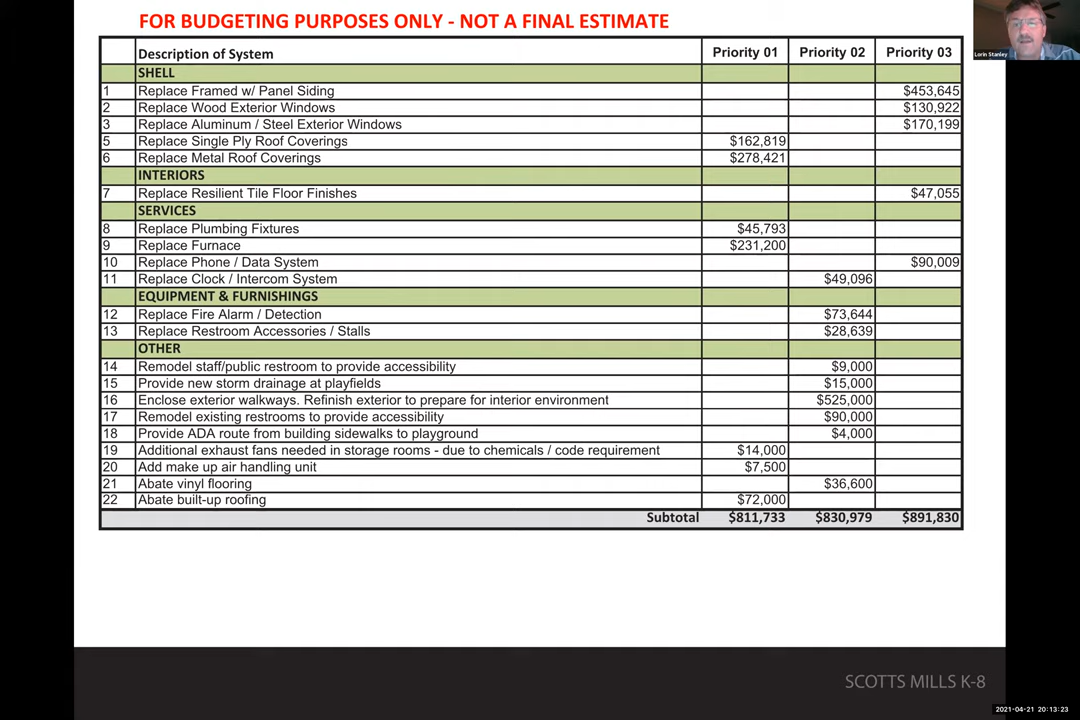 FOR BUDGETING PURPOSES ONLY - NOT A FINAL ESTIMATE
Description of System Priority 01 Priority 02 Priority 03
SHELL
1 Replace Framed w/ Panel Siding $453,645
2 Replace Wood Exterior Windows $130,922
3 Replace Aluminum / Steel Exterior Windows $170,199
5 Replace Single Ply Roof Coverings $162,819
6 Replace Metal Roof Coverings $278,421
INTERIORS
7 Replace Resilient Tile Floor Finishes $47,055
SERVICES
8 Replace Plumbing Fixtures $45,793
9 Replace Furnace $231,200
10 Replace Phone / Data System $90,009
11 Replace Clock / Intercom System $49,096
EQUIPMENT & FURNISHINGS
12 Replace Fire Alarm / Detection $73,644
13 Replace Restroom Accessories / Stalls $28,639
OTHER
14 Remodel staff/public restroom to provide accessibility $9,000
15 Provide new storm drainage at playfields $15,000
16 Enclose exterior walkways. Refinish exterior to prepare for interior environment $525,000
17 Remodel existing restrooms to provide accessibility $90,000
18 Provide ADA route from building sidewalks to playground $4,000
19 Additional exhaust fans needed in storage rooms - due to chemicals / code requirement $14,000
20 Add make up air handling unit $7,500
21 Abate vinyl flooring $36,600
22 Abate built-up roofing $72,000
Subtotal $811,733 $830,979 $891,830
SCOTTS MILLS K-8
Lorin Stanley
2021-04-21 20:13:23